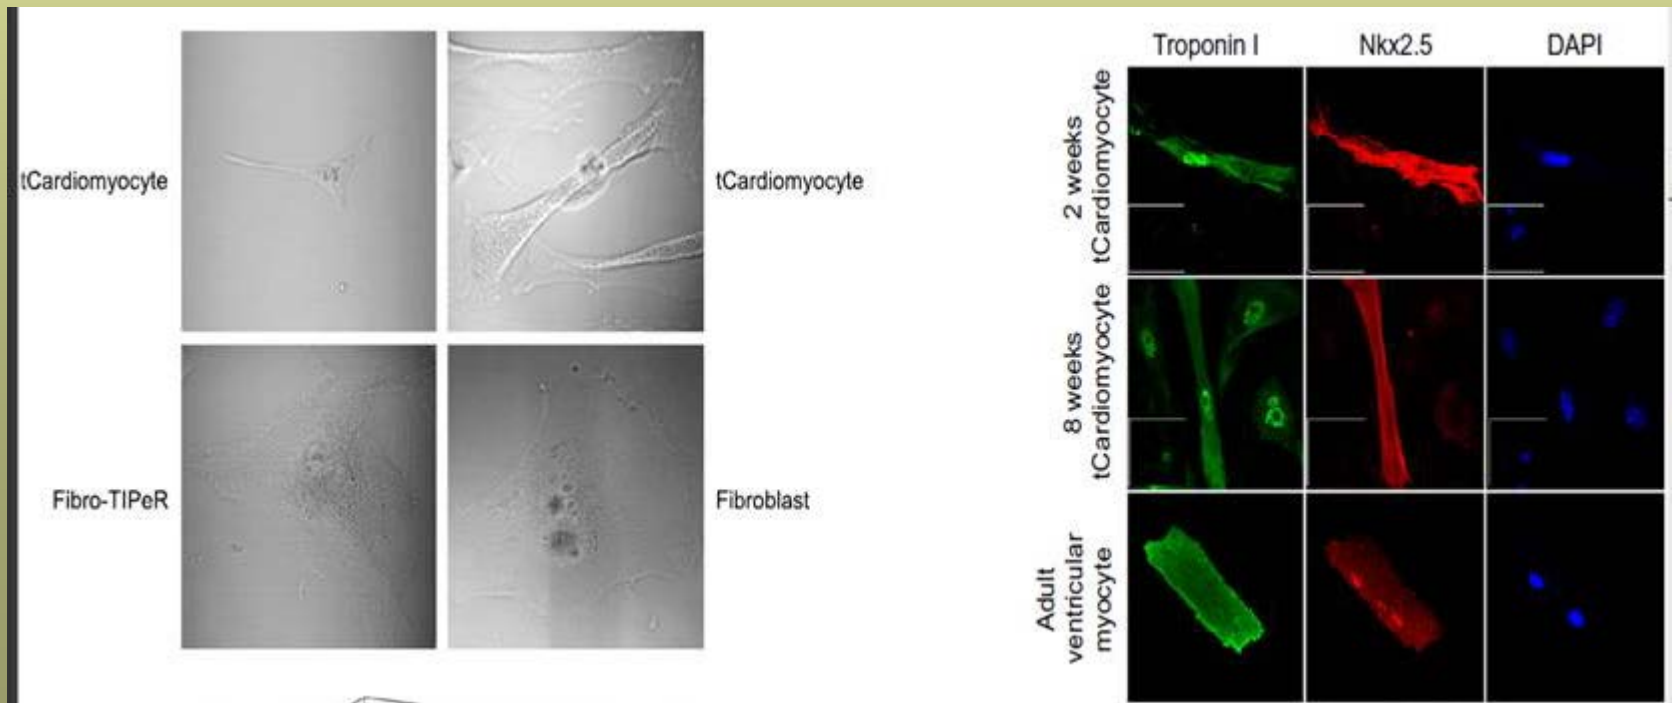 tCardiomyocyte
tCardiomyocyte
Fibro-TIPeR
Fibroblast
Troponin I
Nkx2.5
DAPI
2 weeks
tCardiomyocyte
8 weeks
tCardiomyocyte
Adult
ventricular
myocyte